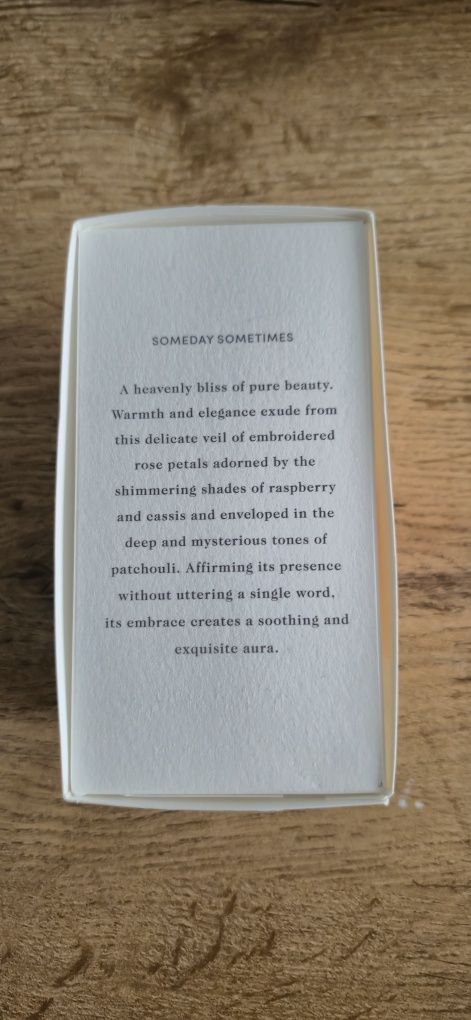 SOMEDAY SOMETIMES
A heavenly bliss of pure beauty.
Warmth and elegance exude from
this delicate veil of embroidered
rose petals adorned by the
shimmering shades of raspberry
and cassis and enveloped in the
deep and mysterious tones of
patchouli. Affirming its presence
without uttering a single word,
its embrace creates a soothing and
exquisite aura.